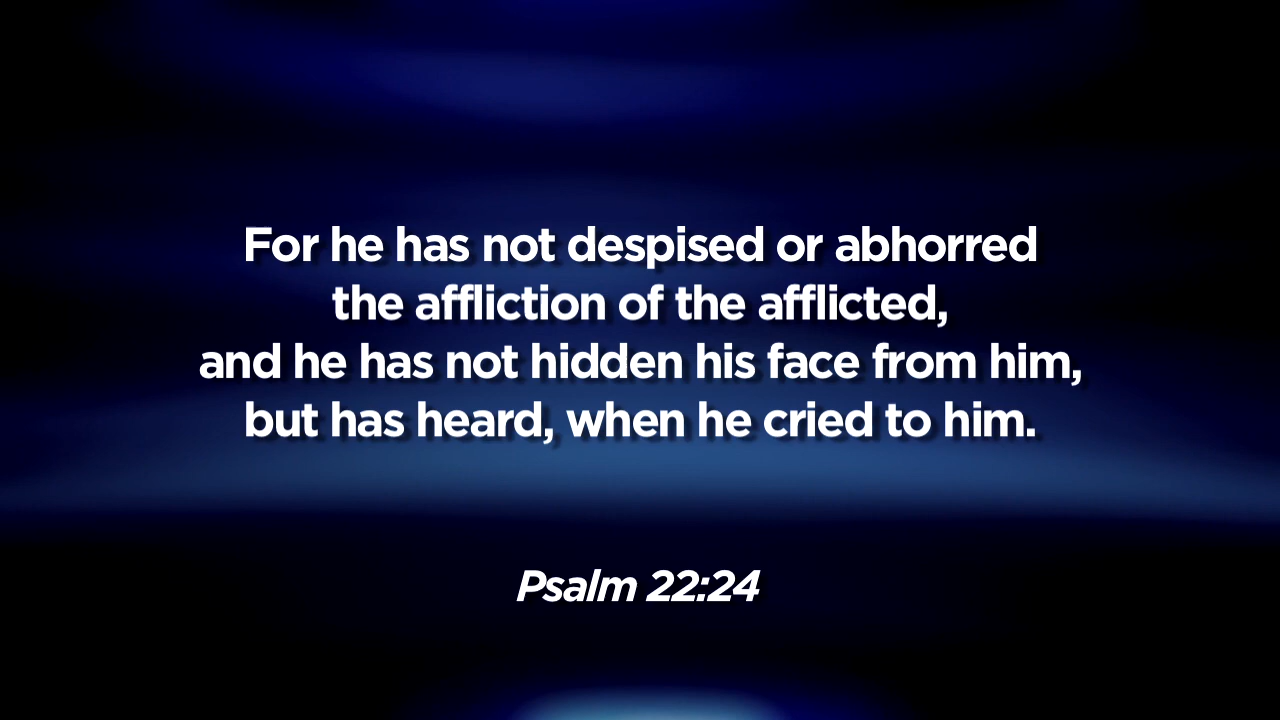 For he has not despised or abhorred
the affliction of the afflicted,
and he has not hidden his face from him,
but has heard, when he cried to him.
Psalm 22:24